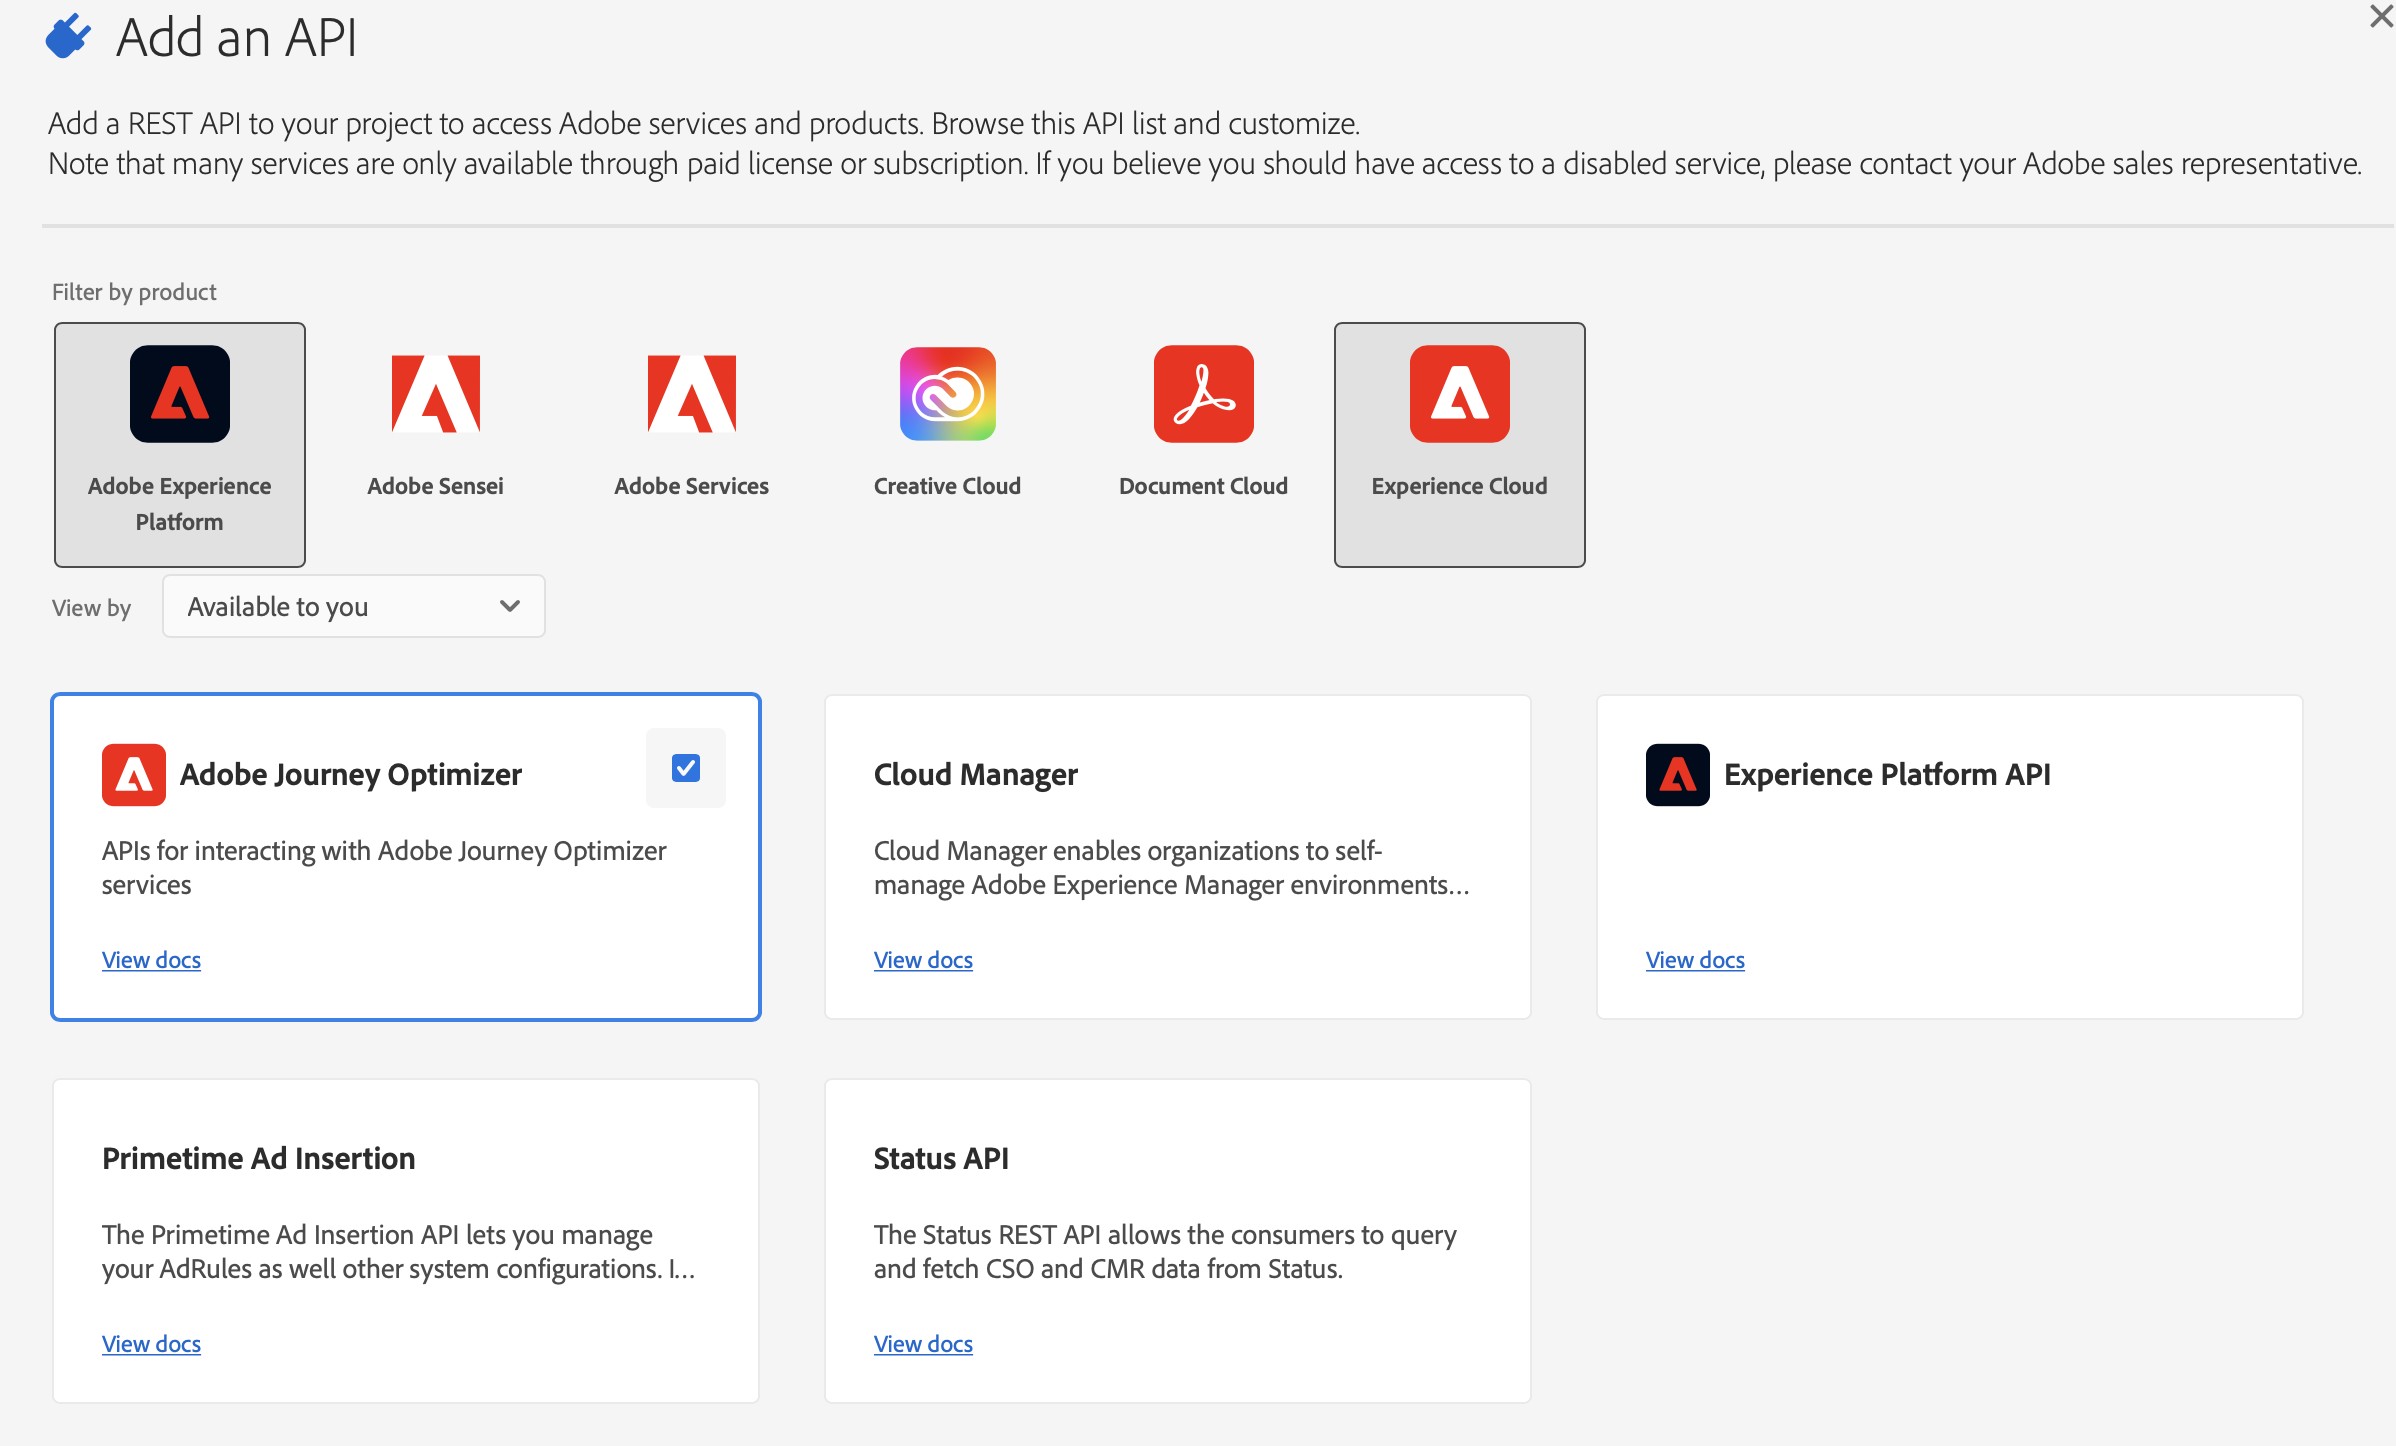 Add an API
Add a REST API to your project to access Adobe services and products. Browse this API list and customize.
Note that many services are only available through paid license or subscription. If you believe you should have access to a disabled service, please contact your Adobe sales representative.
Filter by product
Adobe Experience
Platform
Adobe Sensei
Adobe Services
Creative Cloud
Document Cloud
Experience Cloud
View by
Available to you
Adobe Journey Optimizer
APIs for interacting with Adobe Journey Optimizer
services
View docs
Cloud Manager
Cloud Manager enables organizations to self-
manage Adobe Experience Manager environments...
View docs
Experience Platform API
View docs
Primetime Ad Insertion
The Primetime Ad Insertion API lets you manage
your AdRules as well other system configurations. I...
View docs
Status API
The Status REST API allows the consumers to query
and fetch CSO and CMR data from Status.
View docs